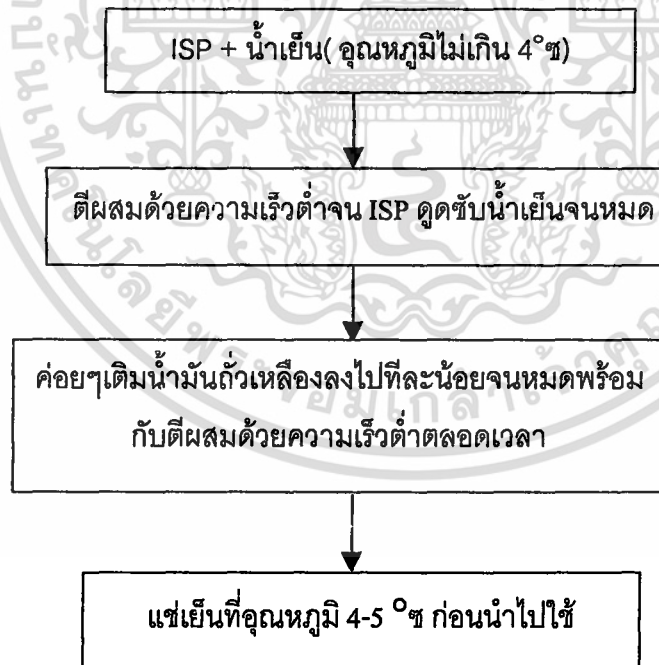 ISP + น้ำเย็น( อุณหภูมิไม่เกิน 4°ซ)
ตีผสมด้วยความเร็วต่ำจน ISP ดูดซับน้ำเย็นจนหมด
ค่อยๆเติมน้ำมันถั่วเหลืองลงไปทีละน้อยจนหมดพร้อม
กับตีผสมด้วยความเร็วต่ำตลอดเวลา
แช่เย็นที่อุณหภูมิ 4-5 °ซ ก่อนนำไปใช้